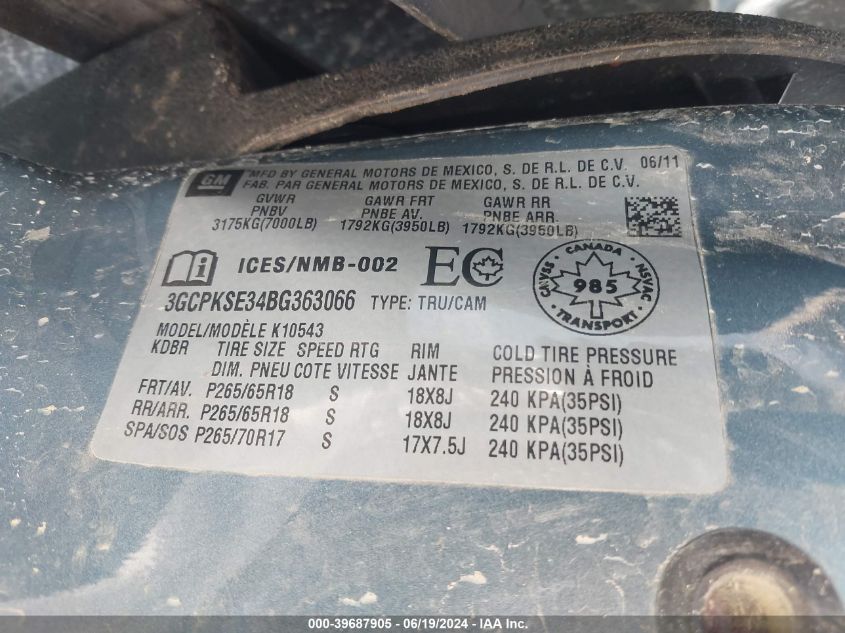 GM
MFD BY GENERAL MOTORS DE MEXICO, S. DE R.L. DE C.V. 06/11
FAB. PAR GENERAL MOTORS DE MEXICO, S. DE R.L. DE C.V.
GVWR GAWR FRT GAWR RR
PNBV PNBE AV. PNBE ARR.
3175KG(7000LB) 1792KG(3950LB) 1792KG(3950LB)
ICES/NMB-002 EC
CANADA
985
TRANSPORT
3GCPKSE34BG363066 TYPE: TRU/CAM
MODEL/MODÈLE K10543
KDBR TIRE SIZE SPEED RTG RIM COLD TIRE PRESSURE
DIM. PNEU COTE VITESSE JANTE PRESSION À FROID
FRT/AV. P265/65R18 S 18X8J 240 KPA(35PSI)
RR/ARR. P265/65R18 S 18X8J 240 KPA(35PSI)
SPA/SOS P265/70R17 S 17X7.5J 240 KPA(35PSI)
000-39687905 - 06/19/2024 - IAAI.com